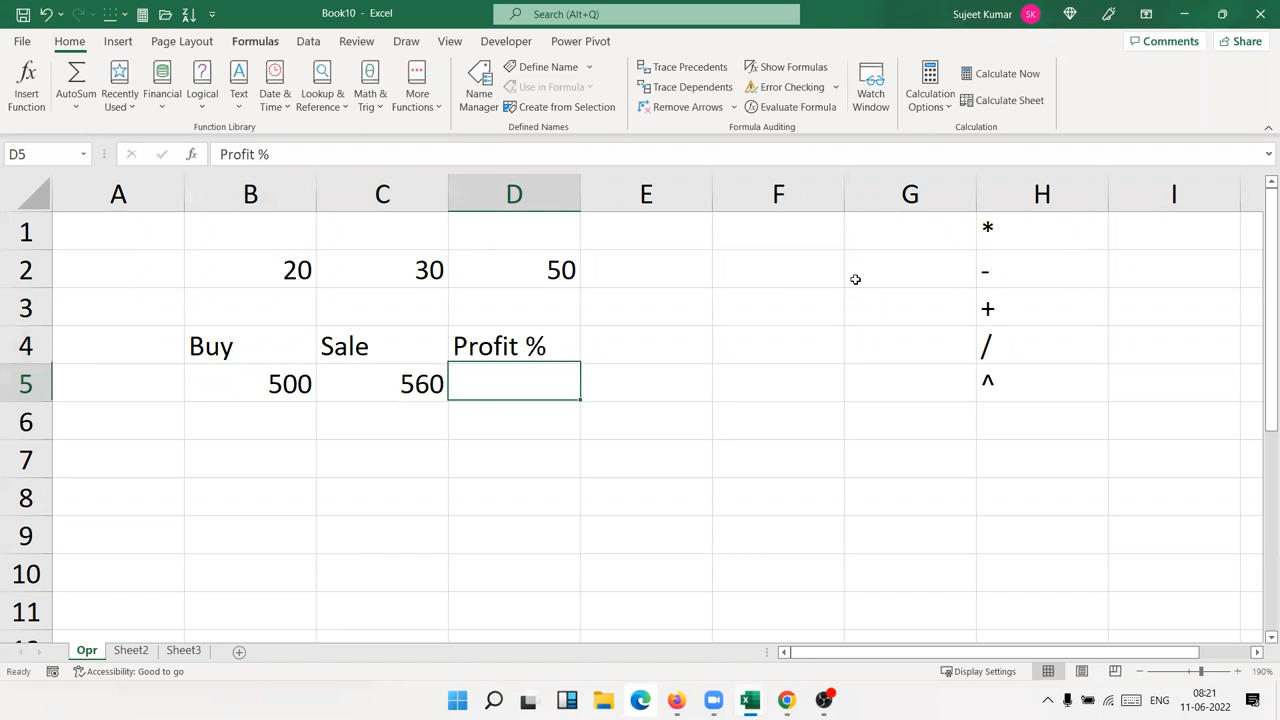 Book10 - Excel
Search (Alt+Q)
Sujeet Kumar
SK
File Home Insert Page Layout Formulas Data Review View Draw Developer Power Pivot
Comments
Share
fx
Insert
Function
AutoSum
Recently
Used
Financial
Logical
Text
Date &
Time
Lookup &
Reference
Math &
Trig
More
Functions
Function Library
Name
Manager
Define Name
Use in Formula
Create from Selection
Defined Names
Trace Precedents
Trace Dependents
Remove Arrows
Show Formulas
Error Checking
Evaluate Formula
Formula Auditing
Watch
Window
Calculation
Options
Calculate Now
Calculate Sheet
Calculation
D5
fx
Profit %
A B C D E F G H I
1 *
2 20 30 50 -
3 +
4 Buy Sale Profit % /
5 500 560 ^
6
7
8
9
10
11
Opr Sheet2 Sheet3
Ready
Accessibility: Good to go
Display Settings
190%
ENG
08:21
11-06-2022